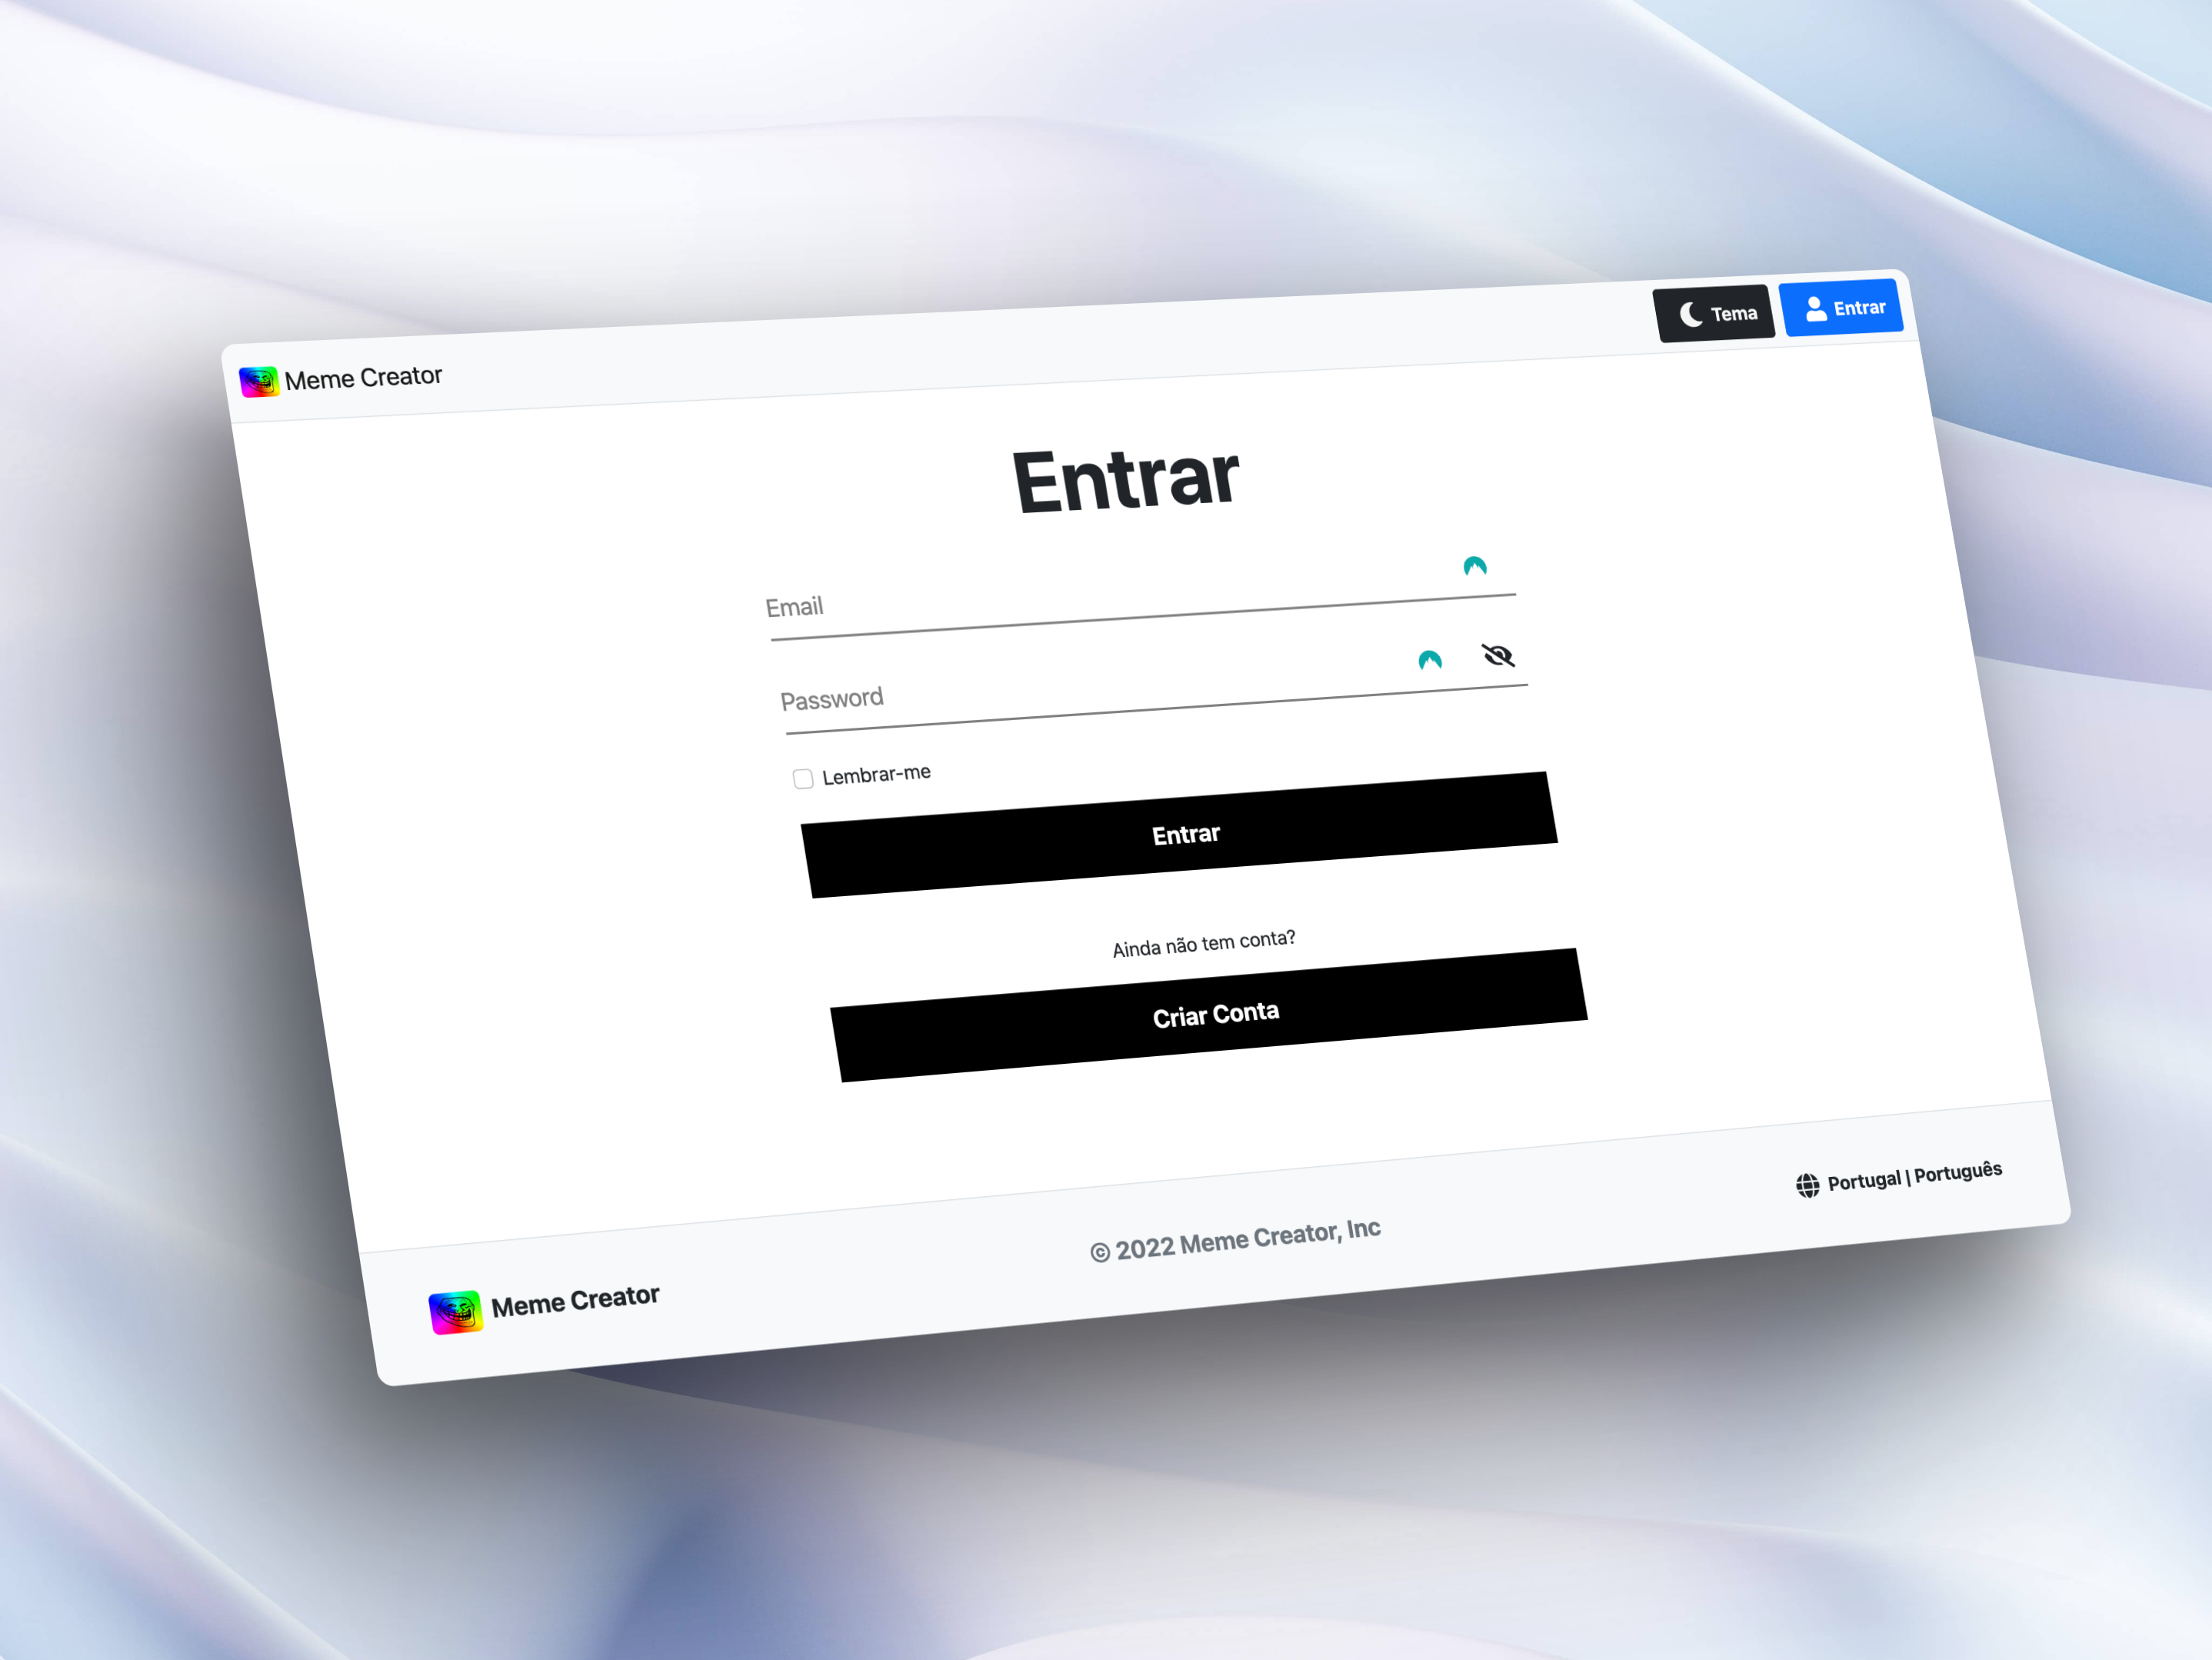 Meme Creator
Tema
Entrar
Entrar
Email
Password
Lembrar-me
Entrar
Ainda não tem conta?
Criar Conta
Meme Creator
© 2022 Meme Creator, Inc
Portugal | Português